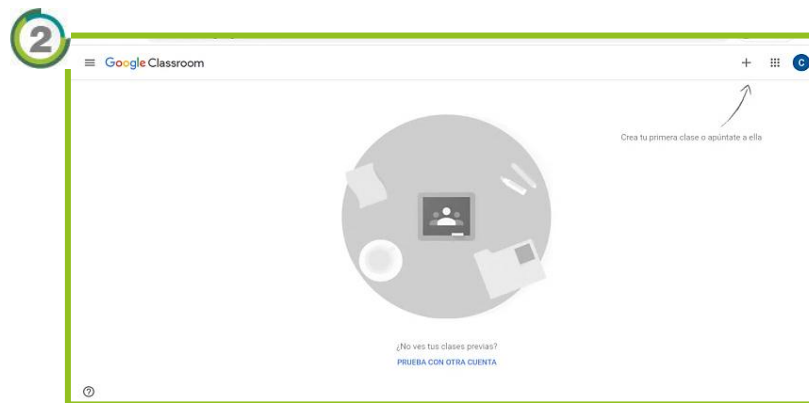 2
Google Classroom
C
Crea tu primera clase o apúntate a ella
¿No ves tus clases previas?
PRUEBA CON OTRA CUENTA